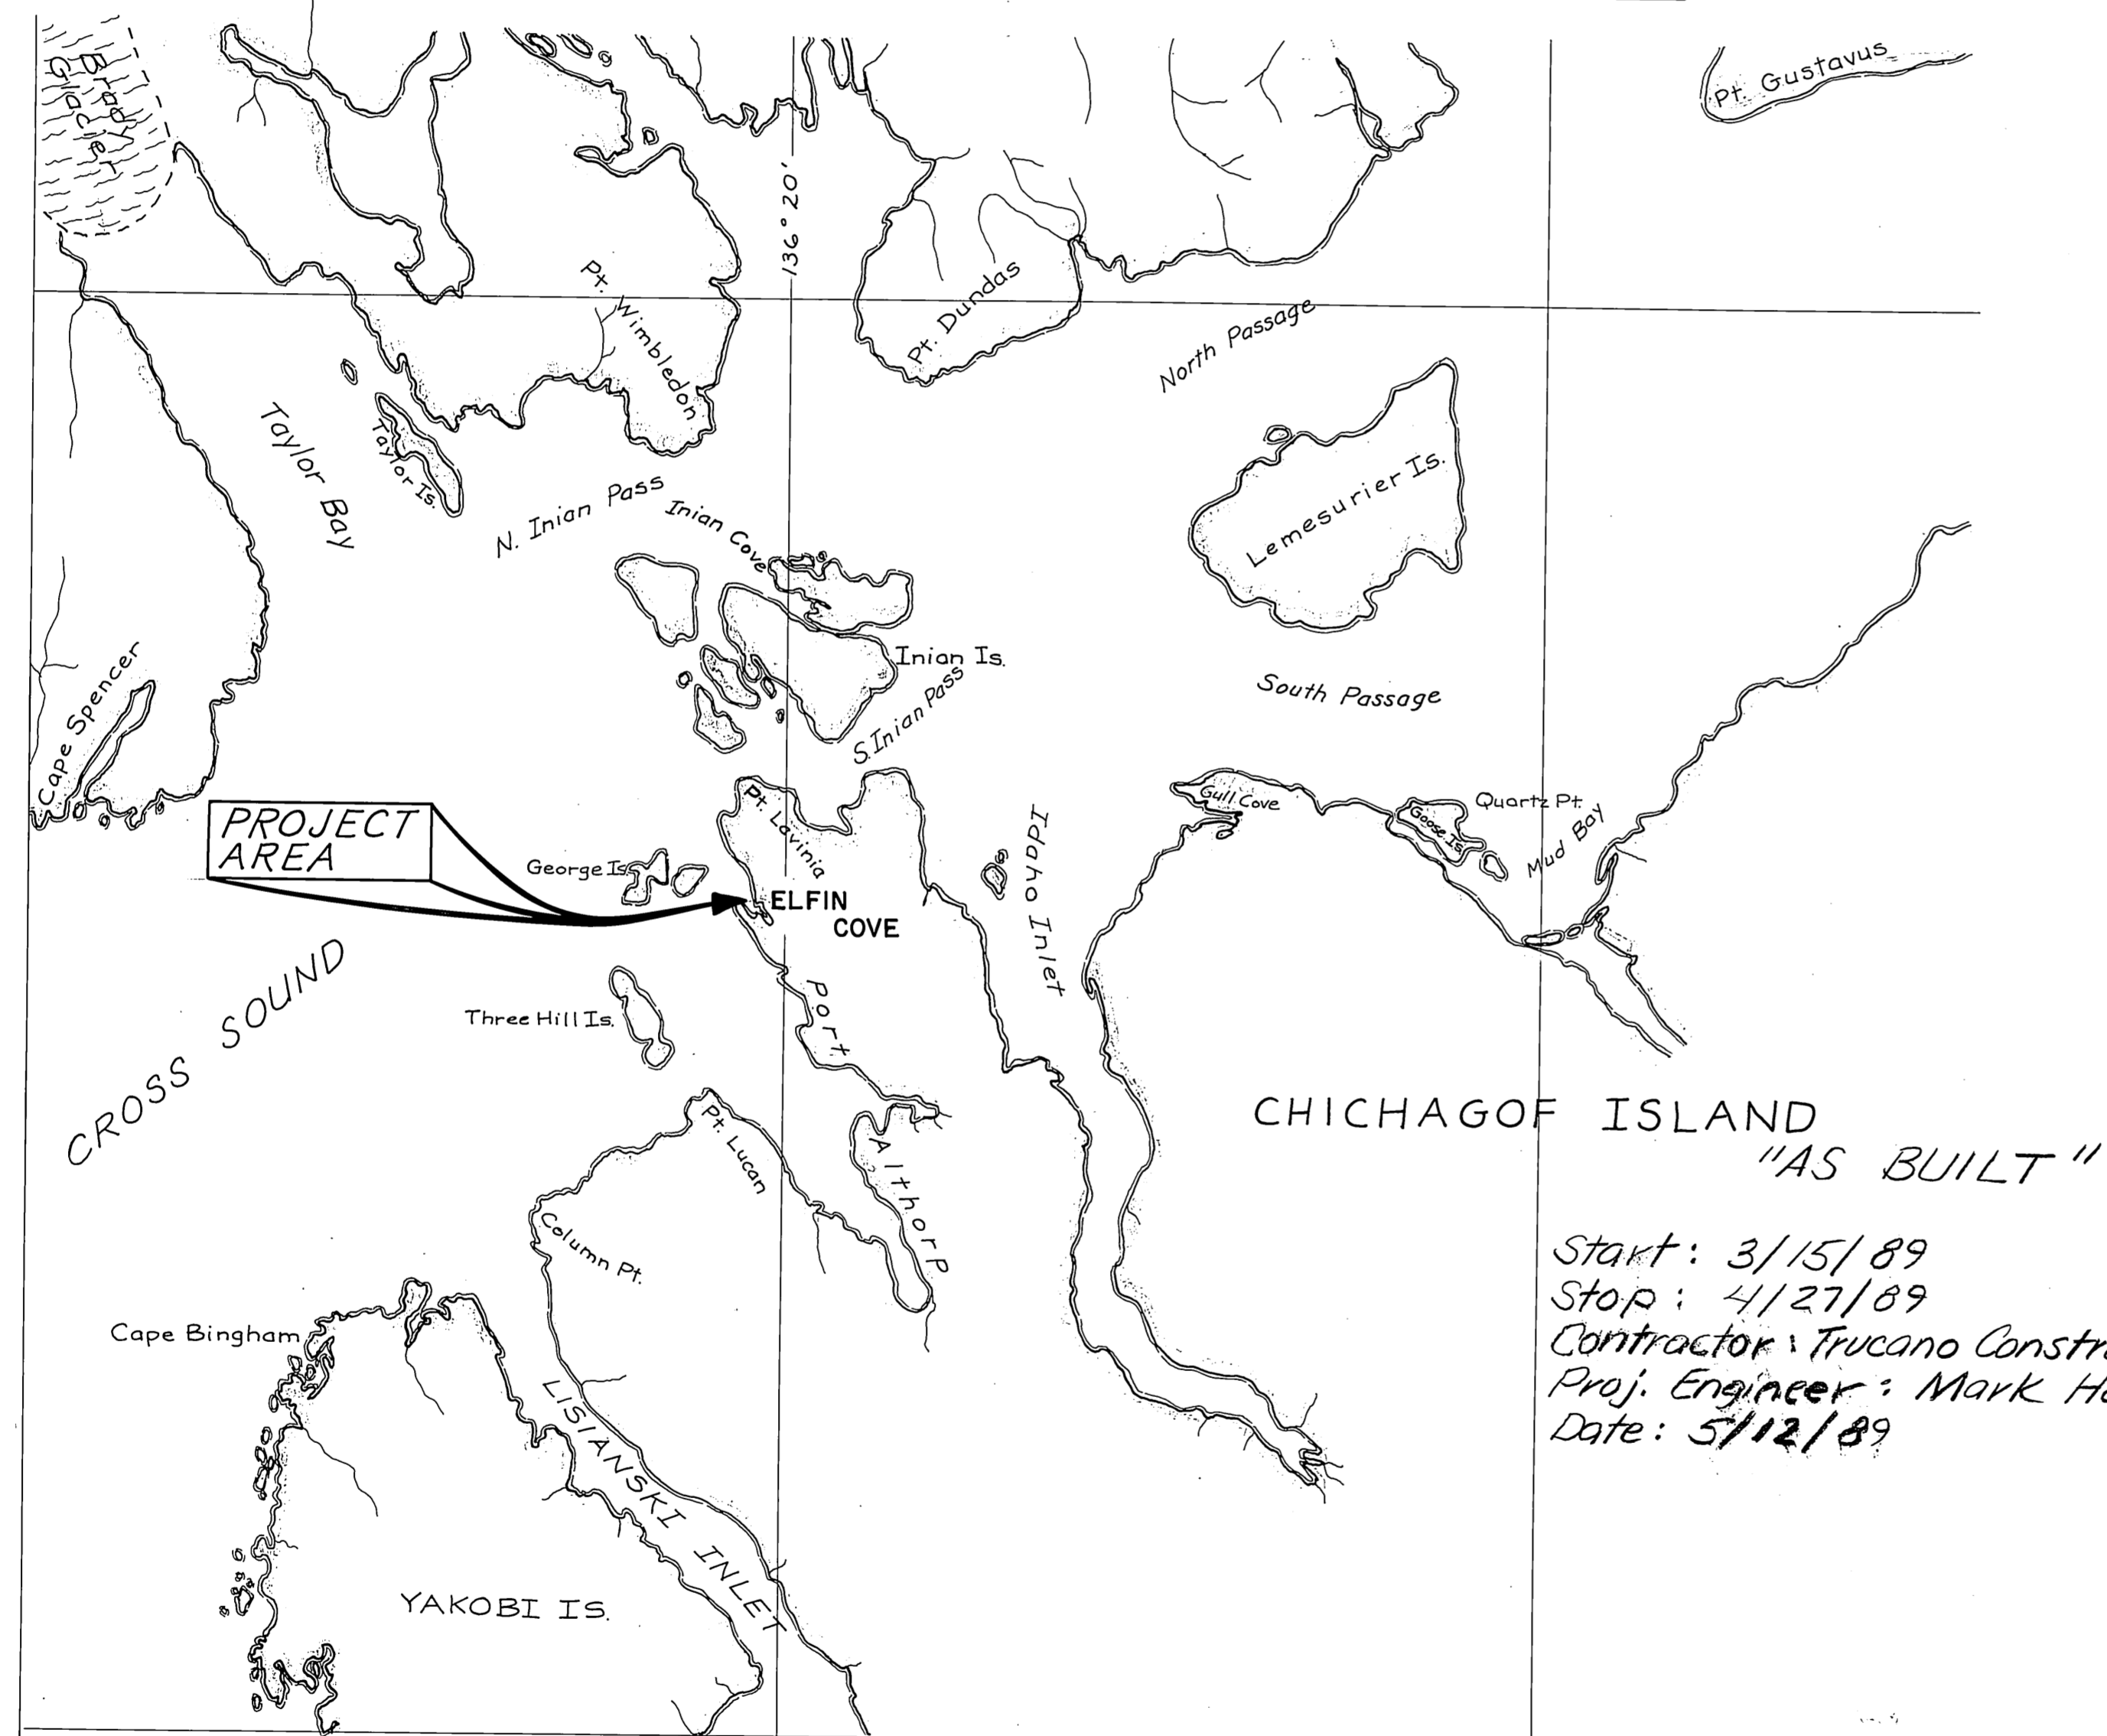 Brady
Glacier
Pt. Gustavus
136° 20'
Pt. Wimbledon
Pt. Dundas
North Passage
Taylor Bay
Taylor Is.
N. Inian Pass
Inian Cove
Lemesurier Is.
Inian Is.
S. Inian Pass
South Passage
Cape Spencer
PROJECT
AREA
Pt. Lavinia
George Is.
ELFIN
COVE
Idaho Inlet
Gull Cove
Quartz Pt.
Goose Is.
Mud Bay
CROSS SOUND
Three Hill Is.
Port
Althorp
Pt. Lucan
Column Pt.
CHICHAGOF ISLAND
"AS BUILT"
Start: 3/15/89
Stop: 4/27/89
Contractor: Trucano
Proj. Engineer: Mark
Date: 5/12/89
Cape Bingham
LISIANSKI INLET
YAKOBI IS.